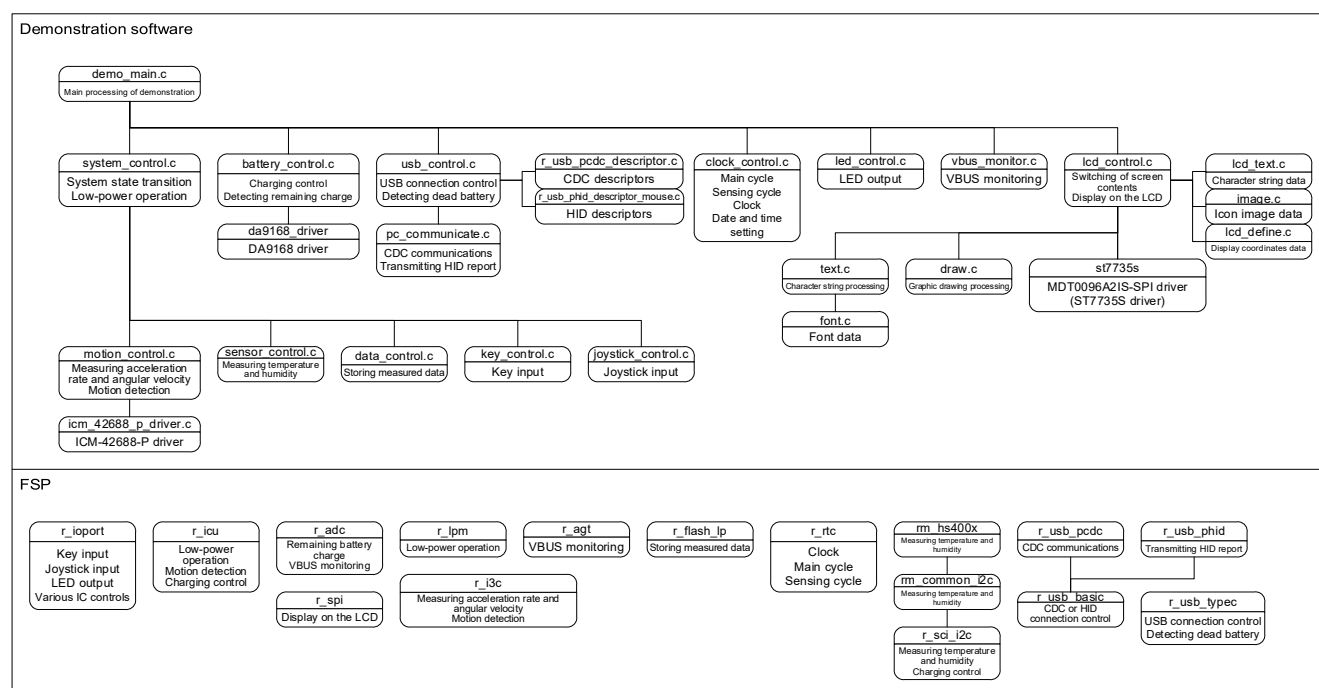 Demonstration software
demo_main.c
Main processing of demonstration
system_control.c
System state transition
Low-power operation
battery_control.c
Charging control
Detecting remaining charge
da9168_driver
DA9168 driver
usb_control.c
USB connection control
Detecting dead battery
pc_communicate.c
CDC communications
Transmitting HID report
r_usb_pcdc_descriptor.c
CDC descriptors
r_usb_phid_descriptor_mouse.c
HID descriptors
clock_control.c
Main cycle
Sensing cycle
Clock
Date and time
setting
led_control.c
LED output
vbus_monitor.c
VBUS monitoring
lcd_control.c
Switching of screen
contents
Display on the LCD
lcd_text.c
Character string data
image.c
Icon image data
lcd_define.c
Display coordinates data
text.c
Character string processing
font.c
Font data
draw.c
Graphic drawing processing
st7735s
MDT0096A2IS-SPI driver
(ST7735S driver)
motion_control.c
Measuring acceleration
rate and angular velocity
Motion detection
icm_42688_p_driver.c
ICM-42688-P driver
sensor_control.c
Measuring temperature
and humidity
data_control.c
Storing measured data
key_control.c
Key input
joystick_control.c
Joystick input
FSP
r_ioport
Key input
Joystick input
LED output
Various IC controls
r_icu
Low-power
operation
Motion detection
Charging control
r_adc
Remaining battery
charge
VBUS monitoring
r_spi
Display on the LCD
r_lpm
Low-power operation
r_i3c
Measuring acceleration rate and
angular velocity
Motion detection
r_agt
VBUS monitoring
r_flash_lp
Storing measured data
r_rtc
Clock
Main cycle
Sensing cycle
rm_hs400x
Measuring temperature and
humidity
rm_common_i2c
Measuring temperature and
humidity
r_sci_i2c
Measuring temperature
and humidity
Charging control
r_usb_pcdc
CDC communications
r_usb_phid
Transmitting HID report
r_usb_basic
CDC or HID
connection control
r_usb_typec
USB connection control
Detecting dead battery